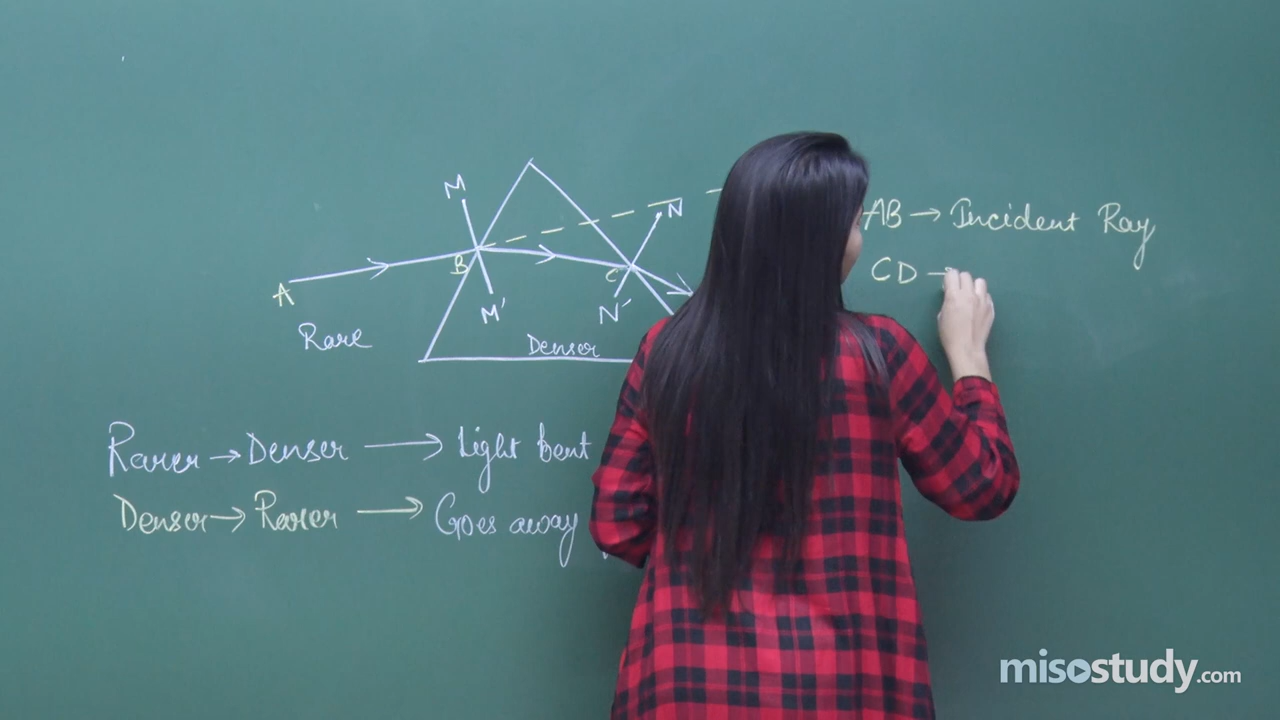 M
N
AB → Incident Ray
B
C
CD →
A
M'
N'
Rare
Denser
Rarer → Denser → Light bent
Denser → Rarer → Goes away
misostudy.com